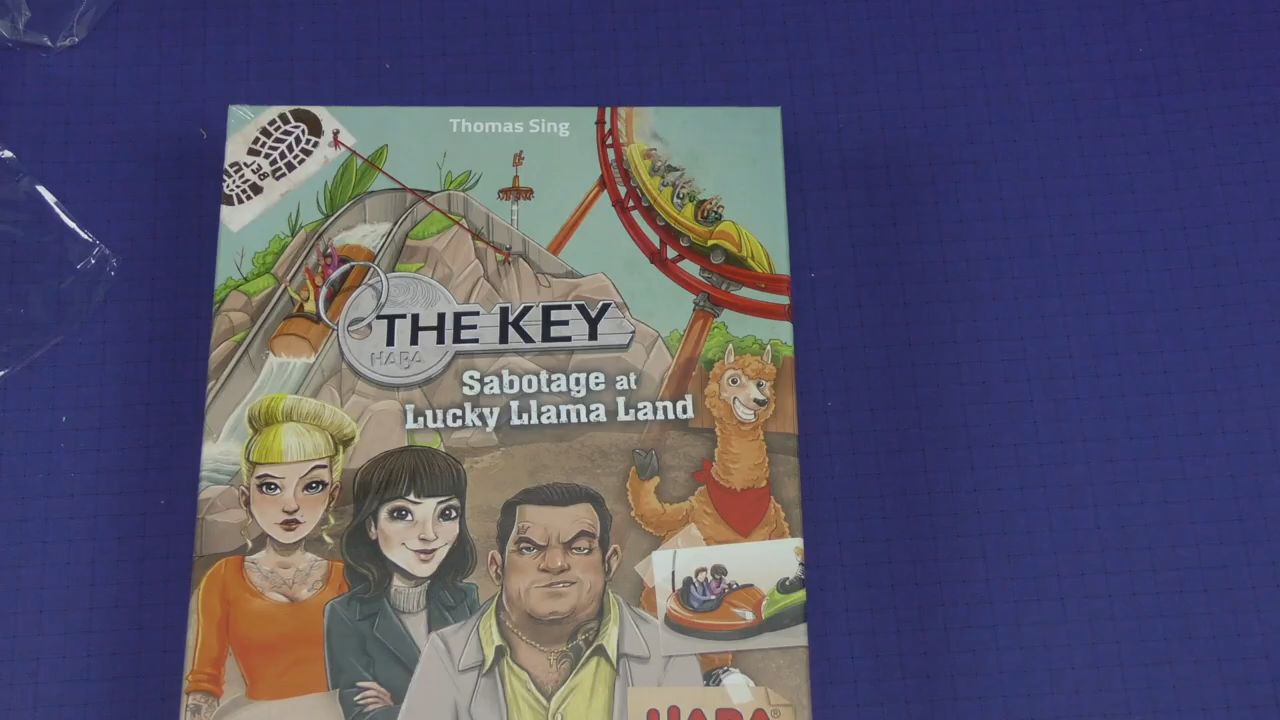 Thomas Sing
THE KEY
HABA
Sabotage at
Lucky Llama Land
HABA®